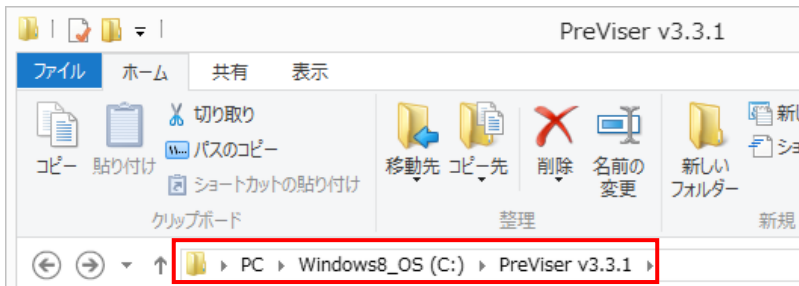 PreViser v3.3.1
ファイル ホーム 共有 表示
コピー 貼り付け 切り取り
パスのコピー
ショートカットの貼り付け
移動先 コピー先 削除 名前の変更 新しいフォルダー
クリップボード 整理 新規
PC Windows8_OS (C:) PreViser v3.3.1